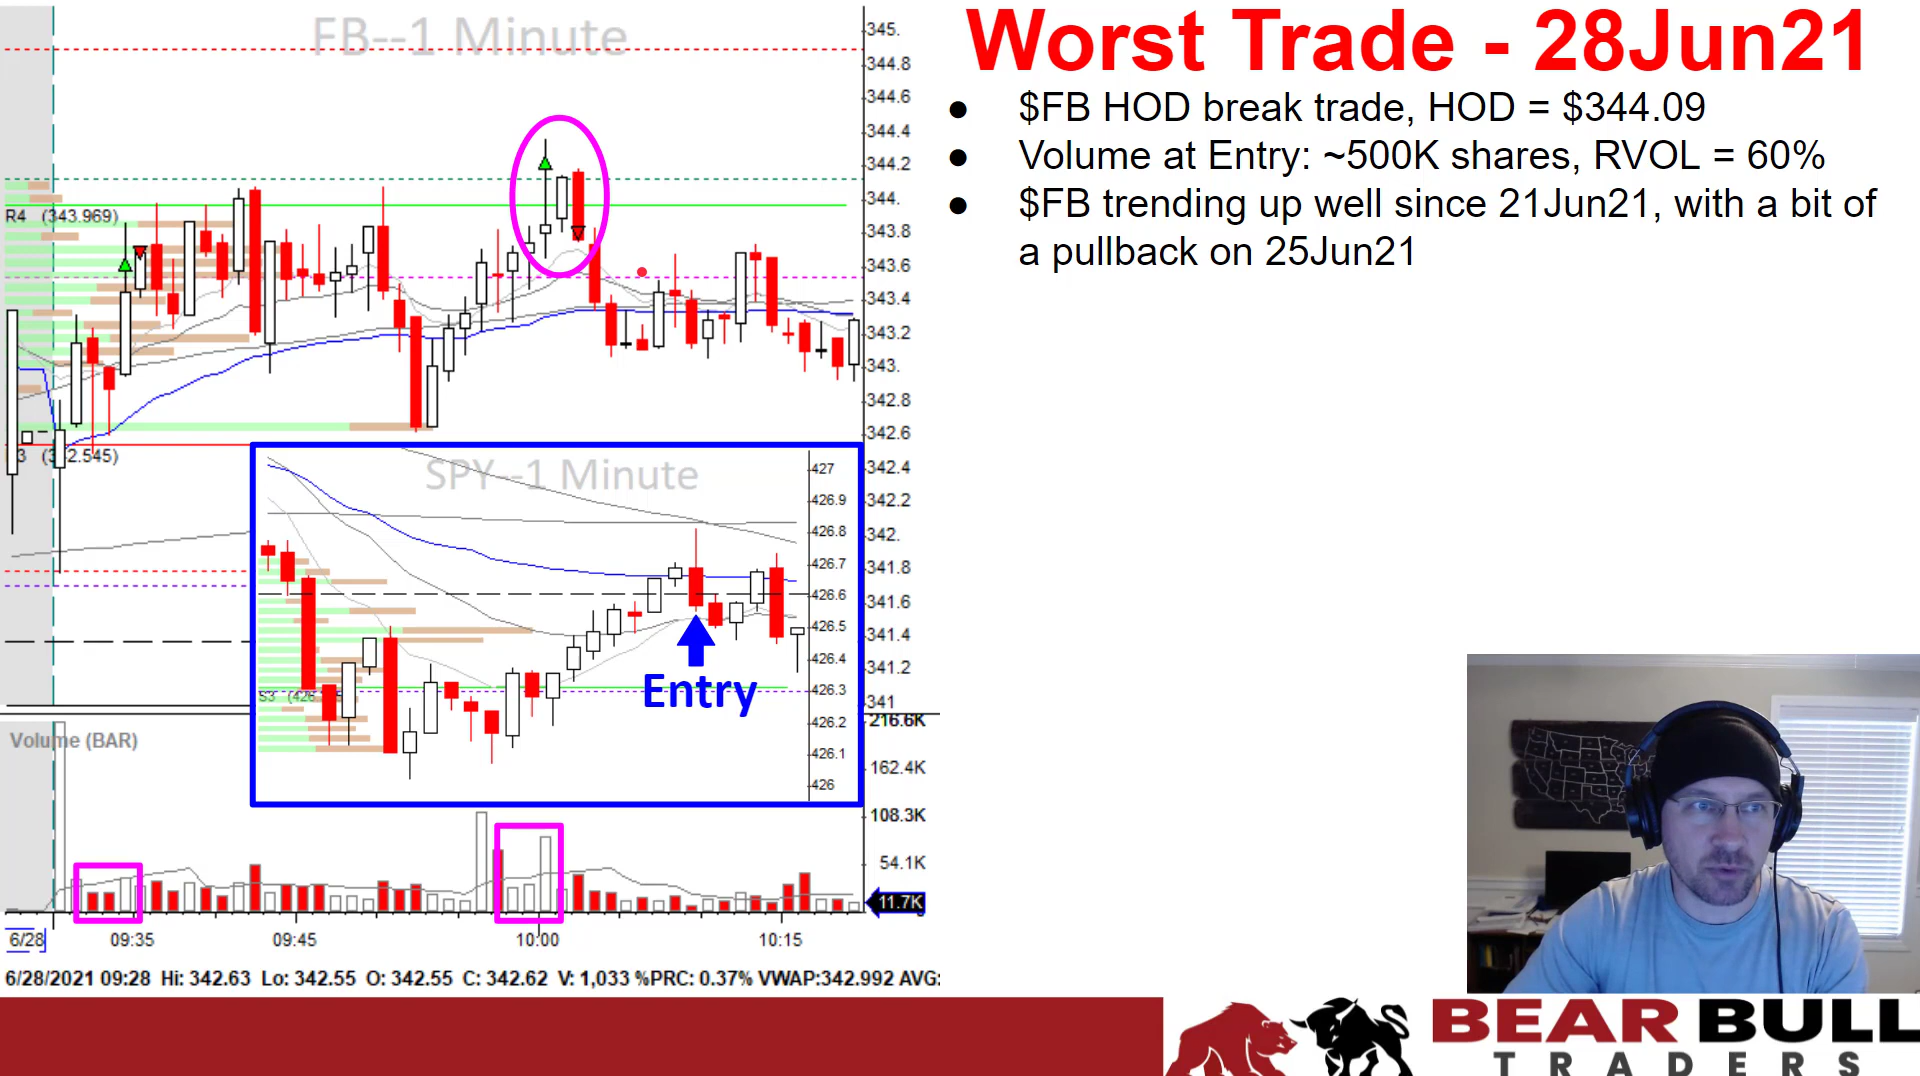 FB--1 Minute
Worst Trade - 28Jun21
● $FB HOD break trade, HOD = $344.09
● Volume at Entry: ~500K shares, RVOL = 60%
● $FB trending up well since 21Jun21, with a bit of
a pullback on 25Jun21
345.
344.8
344.6
344.4
344.2
344.
343.8
343.6
343.4
343.2
343.
342.8
342.6
342.4
342.2
342.
341.8
341.6
341.4
341.2
341
R4 (343.969)
SPY--1 Minute
427
426.9
426.8
426.7
426.6
426.5
426.4
426.3
426.2
426.1
426
Entry
Volume (BAR)
216.6K
162.4K
108.3K
54.1K
11.7K
6/28 09:35 09:45 10:00 10:15
6/28/2021 09:28 Hi: 342.63 Lo: 342.55 O: 342.55 C: 342.62 V: 1,033 %PRC: 0.37% VWAP:342.992 AVG:
BEAR BULL
TRADERS